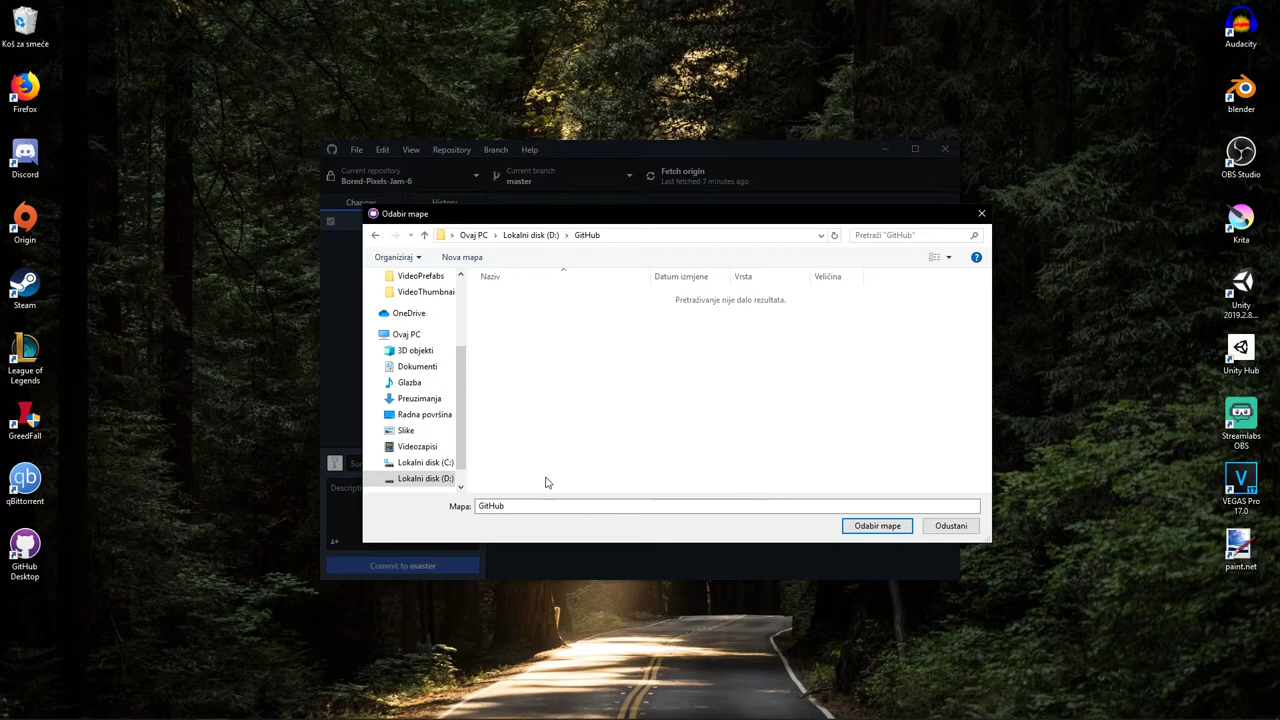 Koš za smeće
Firefox
Discord
Origin
Steam
League of
Legends
GreedFall
qBittorrent
GitHub
Desktop
File Edit View Repository Branch Help
Current repository
Bored-Pixels-Jam-6
Current branch
master
Fetch origin
Last fetched 7 minutes ago
Changes History
Odabir mape
Ovaj PC > Lokalni disk (D:) > GitHub
Pretraži "GitHub"
Organiziraj Nova mapa
Naziv Datum izmjene Vrsta Veličina
Pretraživanje nije dalo rezultata.
VideoPrefabs
VideoThumbnai
OneDrive
Ovaj PC
3D objekti
Dokumenti
Glazba
Preuzimanja
Radna površina
Slike
Videozapisi
Lokalni disk (C:)
Lokalni disk (D:)
Mapa: GitHub
Odabir mape Odustani
Sur
Descripti
Commit to master
Audacity
blender
OBS Studio
Krita
Unity
2019.2.8...
Unity Hub
Streamlabs
OBS
VEGAS Pro
17.0
paint.net